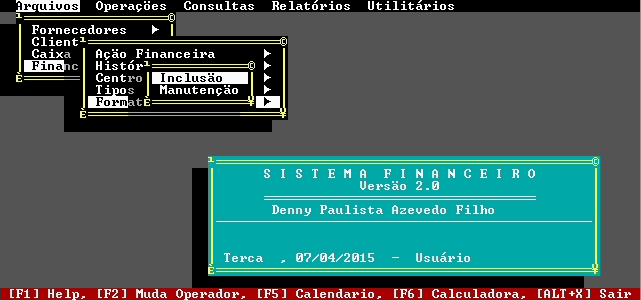 Arquivos Operações Consultas Relatórios Utilitários
Fornecedores
Client
Caixa
Financ
Ação Financeira
Histór
Centro
Tipos
Format
Inclusão
Manutenção
S I S T E M A F I N A N C E I R O
Versão 2.0
Denny Paulista Azevedo Filho
Terca , 07/04/2015 - Usuário
[F1] Help, [F2] Muda Operador, [F5] Calendario, [F6] Calculadora, [ALT+X] Sair